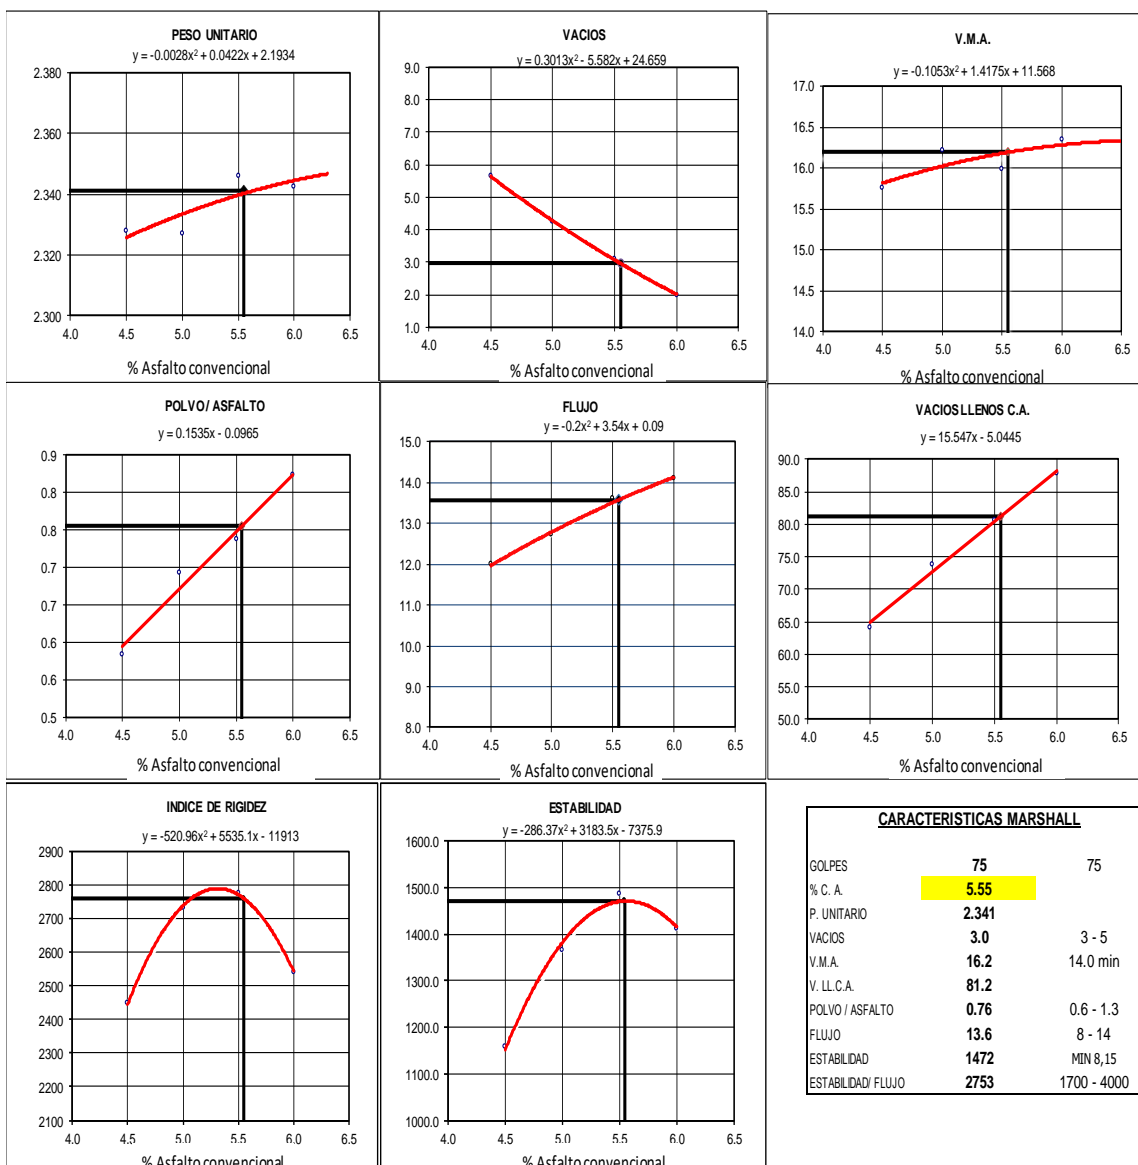 PESO UNITARIO
y = -0.0028x² + 0.0422x + 2.1934
2.380
2.360
2.340
2.320
2.300
4.0 4.5 5.0 5.5 6.0 6.5
% Asfalto convencional
VACIOS
y = 0.3013x² - 5.582x + 24.659
9.0
8.0
7.0
6.0
5.0
4.0
3.0
2.0
1.0
4.0 4.5 5.0 5.5 6.0 6.5
% Asfalto convencional
V.M.A.
y = -0.1053x² + 1.4175x + 11.568
17.0
16.5
16.0
15.5
15.0
14.5
14.0
4.0 4.5 5.0 5.5 6.0 6.5
% Asfalto convencional
POLVO/ ASFALTO
y = 0.1535x - 0.0965
0.9
0.8
0.8
0.7
0.7
0.6
0.6
0.5
4.0 4.5 5.0 5.5 6.0 6.5
% Asfalto convencional
FLUJO
y = -0.2x² + 3.54x + 0.09
15.0
14.0
13.0
12.0
11.0
10.0
9.0
8.0
4.0 4.5 5.0 5.5 6.0 6.5
% Asfalto convencional
VACIOS LLENOS C.A.
y = 15.547x - 5.0445
90.0
85.0
80.0
75.0
70.0
65.0
60.0
55.0
50.0
4.0 4.5 5.0 5.5 6.0 6.5
% Asfalto convencional
INDICE DE RIGIDEZ
y = -520.96x² + 5535.1x - 11913
2900
2800
2700
2600
2500
2400
2300
2200
2100
4.0 4.5 5.0 5.5 6.0 6.5
% Asfalto convencional
ESTABILIDAD
y = -286.37x² + 3183.5x - 7375.9
1600.0
1500.0
1400.0
1300.0
1200.0
1100.0
1000.0
4.0 4.5 5.0 5.5 6.0 6.5
% Asfalto convencional
CARACTERISTICAS MARSHALL
GOLPES 75 75
% C. A. 5.55
P. UNITARIO 2.341
VACIOS 3.0 3 - 5
V.M.A. 16.2 14.0 min
V. LL.C.A. 81.2
POLVO / ASFALTO 0.76 0.6 - 1.3
FLUJO 13.6 8 - 14
ESTABILIDAD 1472 MIN 8,15
ESTABILIDAD/ FLUJO 2753 1700 - 4000